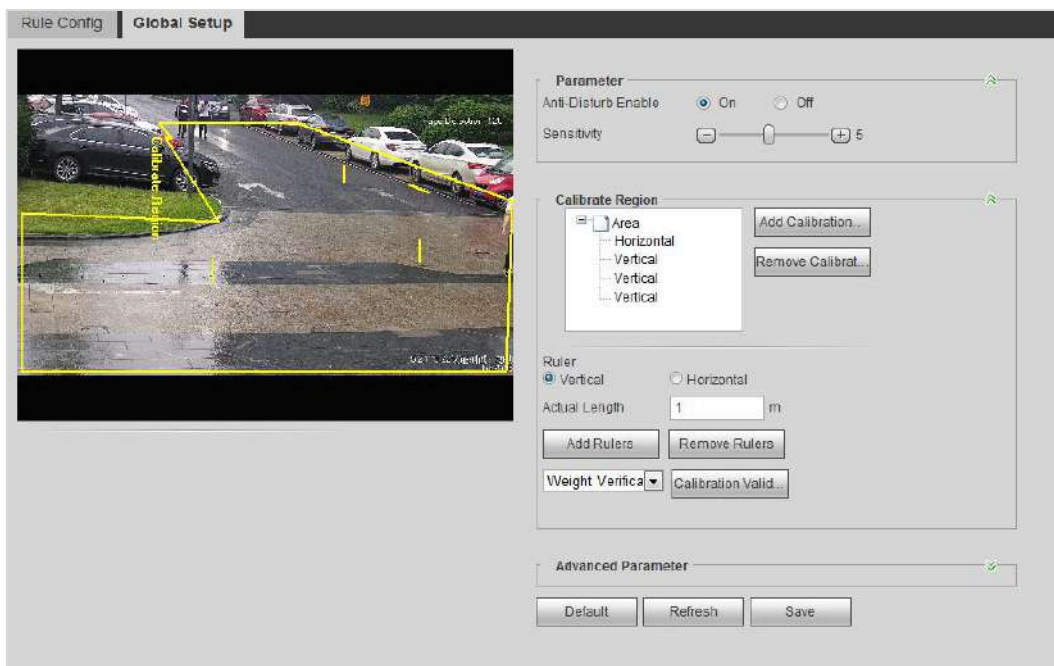 Rule Config
Global Setup
Calibrate Region
Parameter
Anti-Disturb Enable
On
Off
Sensitivity
5
Calibrate Region
Area
Horizontal
Vertical
Vertical
Vertical
Add Calibration...
Remove Calibrat...
Ruler
Vertical
Horizontal
Actual Length
1
m
Add Rulers
Remove Rulers
Weight Verifica
Calibration Valid...
Advanced Parameter
Default
Refresh
Save